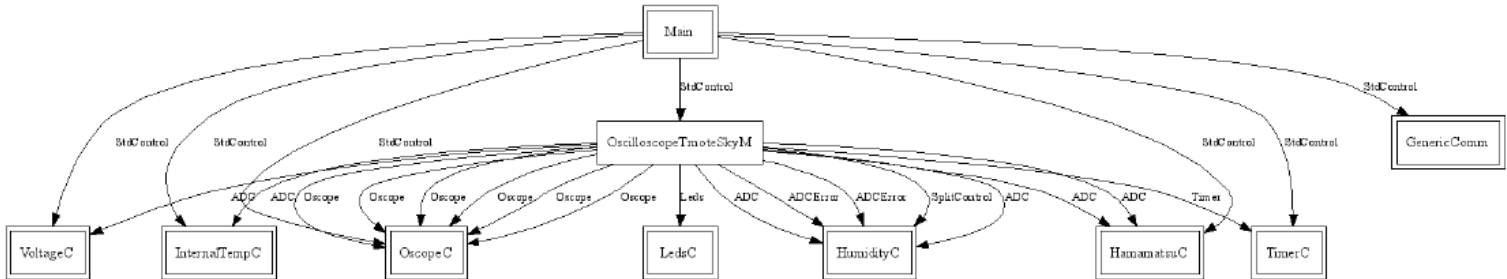 Main
StdControl
OscilloscopeTmoteSkyM
StdControl
GenericComm
StdControl StdControl StdControl StdControl StdControl
ADC ADC Oscope Oscope Oscope Oscope Oscope Oscope Leds ADC ADCError ADCError SplitControl ADC ADC ADC Timer
VoltageC InternalTempC OscopeC LedsC HumidityC HamamatsuC TimerC